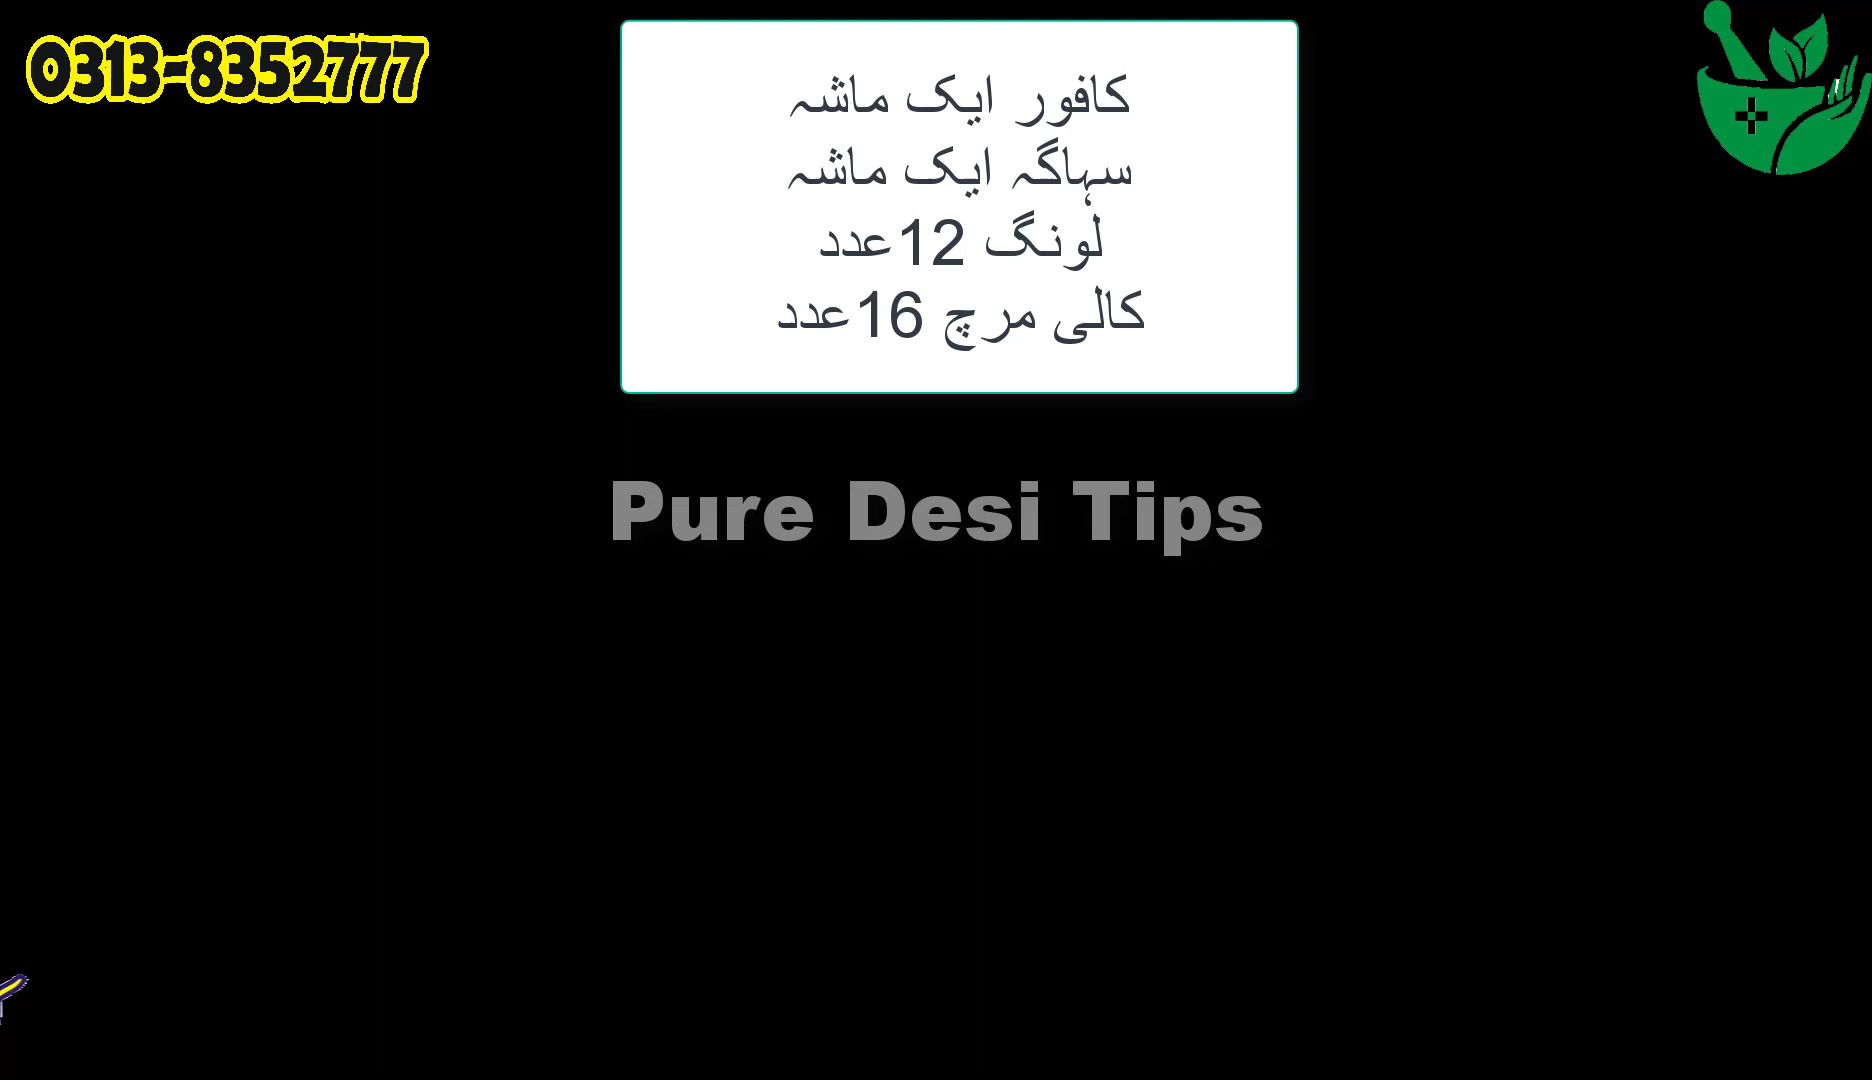 0313-8352777
کافور ایک ماشہ
سہاگہ ایک ماشہ
لونگ 12عدد
کالی مرچ 16عدد
Pure Desi Tips